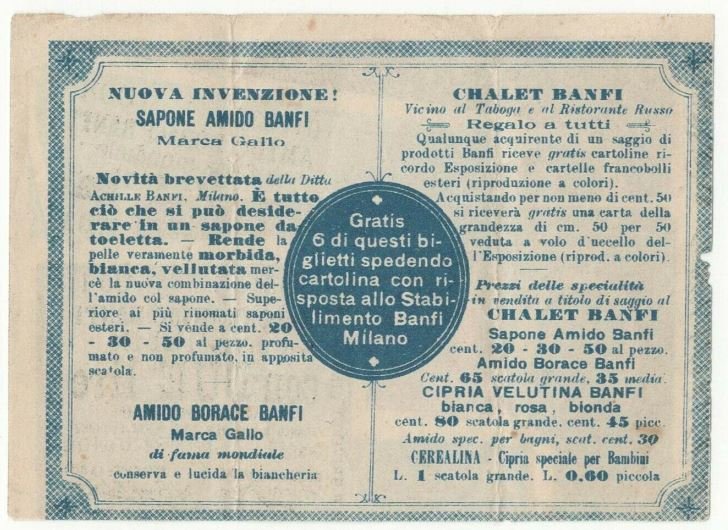 NUOVA INVENZIONE!
SAPONE AMIDO BANFI
Marca Gallo
Novità brevettata della Ditta
ACHILLE BANFI, Milano. È tutto
ciò che si può deside-
rare in un sapone da
toeletta. — Rende la
pelle veramente morbida,
bianca, vellutata mer-
cè la nuova combinazione del-
l'amido col sapone. — Supe-
riore ai più rinomati saponi
esteri. — Si vende a cent. 20
- 30 - 50 al pezzo, profu-
mato e non profumato, in apposita
scatola.
AMIDO BORACE BANFI
Marca Gallo
di fama mondiale
conserva e lucida la biancheria
Gratis
6 di questi bi-
glietti spedendo
cartolina con ri-
sposta allo Stabi-
limento Banfi
Milano
CHALET BANFI
Vicino al Taboga e al Ristorante Russo
Regalo a tutti
Qualunque acquirente di un saggio di
prodotti Banfi riceve gratis cartoline ri-
cordo Esposizione e cartelle francobolli
esteri (riproduzione a colori).
Acquistando per non meno di cent. 50
si riceverà gratis una carta della
grandezza di cm. 50 per 50
veduta a volo d'uccello del-
l'Esposizione (riprod. a colori).
Prezzi delle specialità
in vendita a titolo di saggio al
CHALET BANFI
Sapone Amido Banfi
cent. 20 - 30 - 50 al pezzo.
Amido Borace Banfi
Cent. 65 scatola grande, 35 media
CIPRIA VELUTINA BANFI
bianca, rosa, bionda
cent. 80 scatola grande, cent. 45 picc.
Amido spec. per bagni, scat. cent. 30
CEREALINA - Cipria speciale per Bambini
L. 1 scatola grande. L. 0.60 piccola